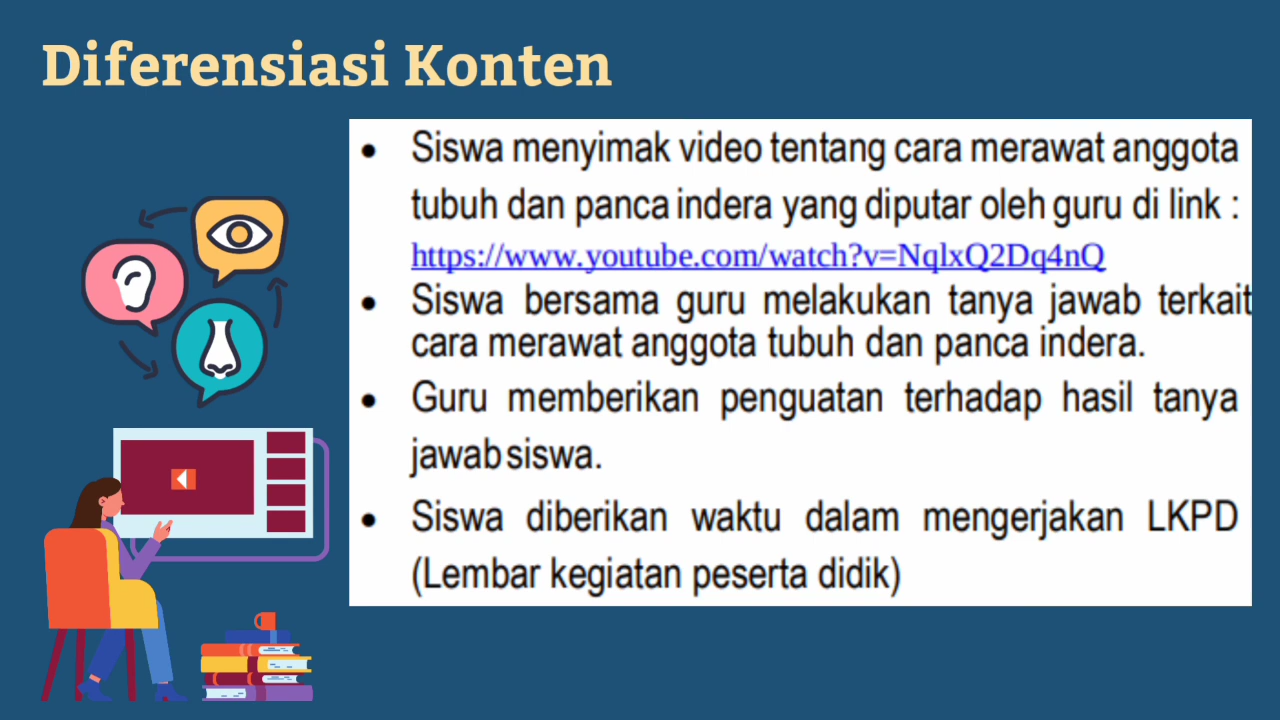 Diferensiasi Konten
• Siswa menyimak video tentang cara merawat anggota
tubuh dan panca indera yang diputar oleh guru di link :
https://www.youtube.com/watch?v=NqlxQ2Dq4nQ
• Siswa bersama guru melakukan tanya jawab terkait
cara merawat anggota tubuh dan panca indera.
• Guru memberikan penguatan terhadap hasil tanya
jawab siswa.
• Siswa diberikan waktu dalam mengerjakan LKPD
(Lembar kegiatan peserta didik)